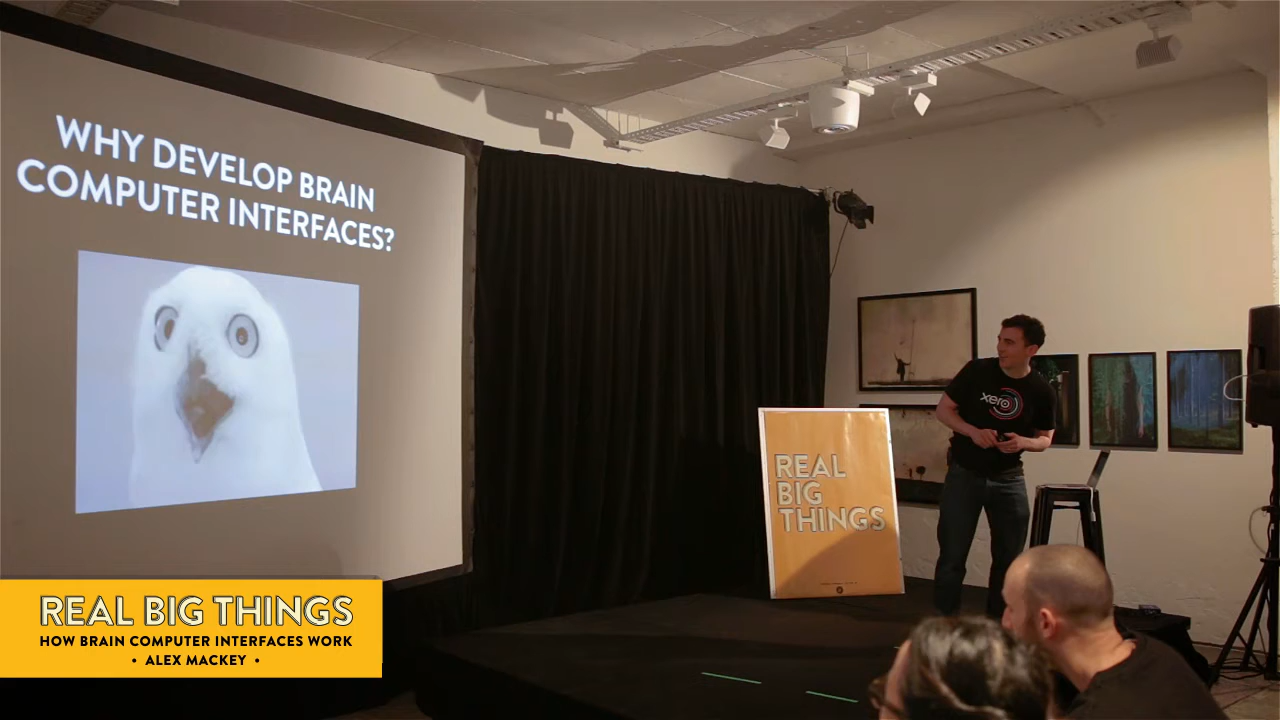 WHY DEVELOP BRAIN
COMPUTER INTERFACES?
xero
REAL
BIG
THINGS
REAL BIG THINGS
HOW BRAIN COMPUTER INTERFACES WORK
• ALEX MACKEY •